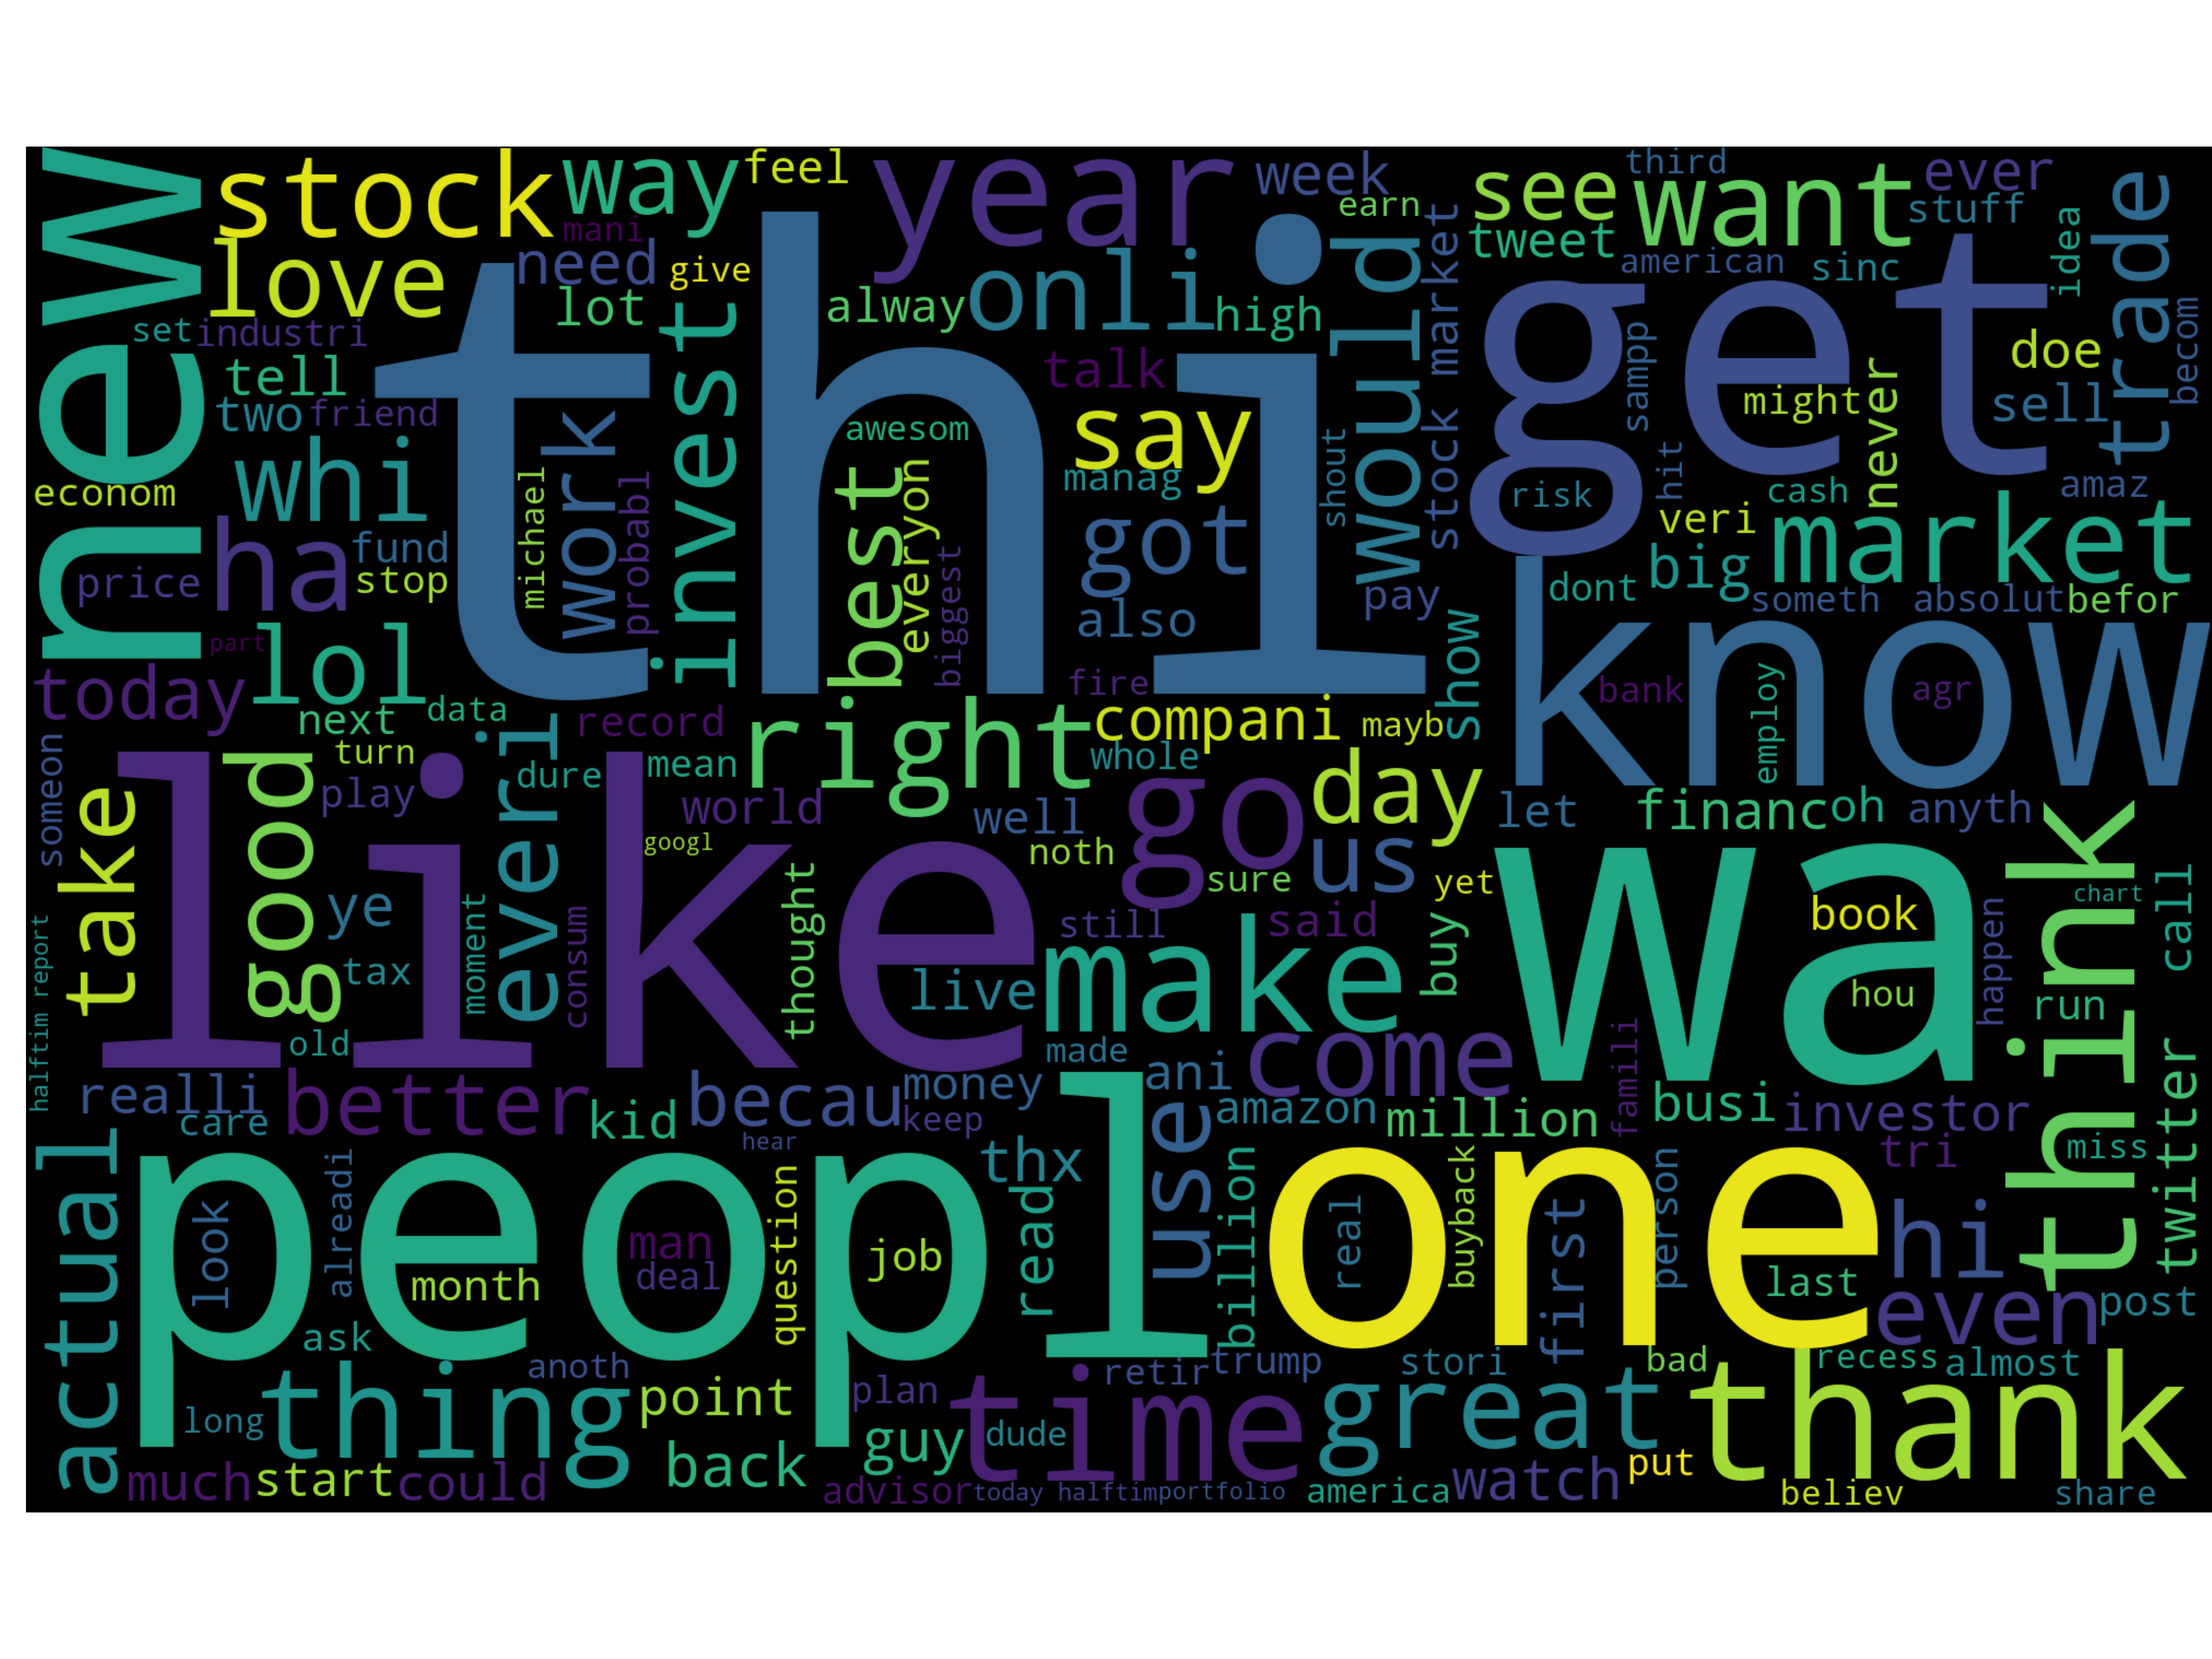 new
stock
way
feel
year
week
third
see
want
ever
love
mani
need
give
earn
tweet
stuff
american
sinc
idea
trade
lot
alway
onli
high
would
stock market
set
industri
invest
thi
get
tell
talk
sampp
doe
becom
two
friend
might
never
sell
work
awesom
say
whi
econom
michael
probabl
best
everyon
manag
shout
hit
risk
cash
amaz
veri
market
ha
fund
got
price
stop
biggest
pay
dont
big
someth
absolut
befor
also
know
part
lol
today
fire
show
bank
employ
agr
next
data
record
right
compani
mayb
someon
turn
everi
dure
mean
whole
day
take
good
play
like
world
well
go
let
financ
oh
anyth
googl
noth
us
think
ye
sure
yet
wa
chart
call
thought
still
said
buy
book
halftim report
tax
moment
consum
live
make
hou
happen
run
old
made
come
famili
realli
better
becau
money
ani
care
kid
keep
amazon
million
busi
investor
twitter
actual
hear
use
tri
miss
peopl
thx
one
look
alreadi
man
question
read
billion
real
buyback
first
person
hi
month
deal
job
last
even
post
ask
thing
anoth
point
retir
trump
stori
bad
recess
almost
long
plan
time
great
thank
guy
dude
back
much
start
could
advisor
today halftim
portfolio
america
watch
put
believ
share